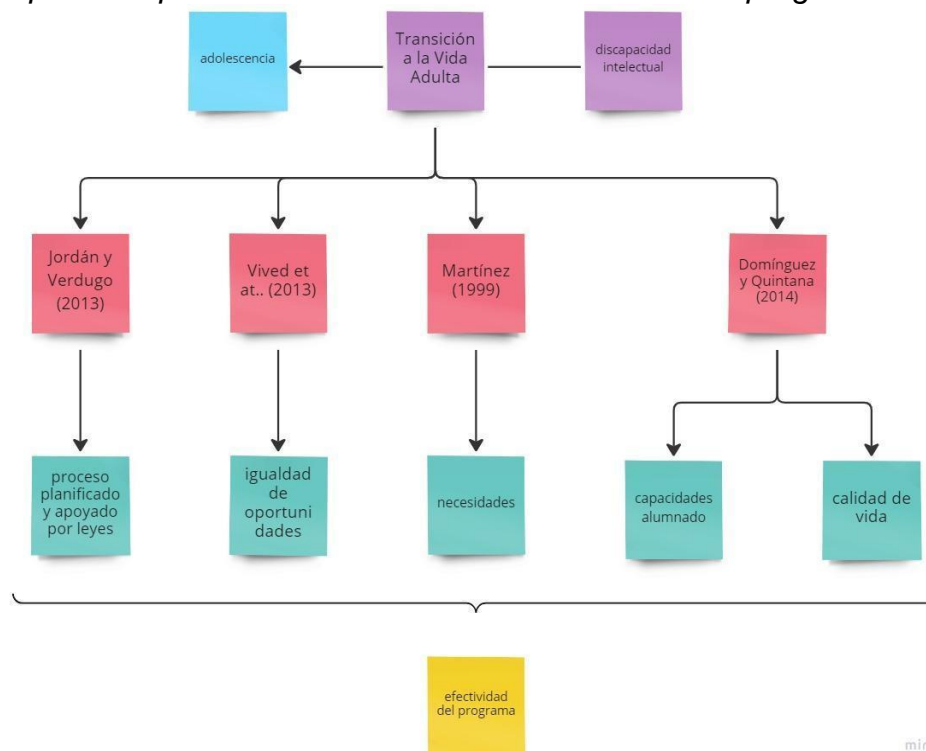 adolescencia
Transición
a la Vida
Adulta
discapacidad
intelectual
Jordán y
Verdugo
(2013)
Vived et
at.. (2013)
Martínez
(1999)
Domínguez
y Quintana
(2014)
proceso
planificado
y apoyado
por leyes
igualdad
de
oportuni
dades
necesidades
capacidades
alumnado
calidad de
vida
efectividad
del programa